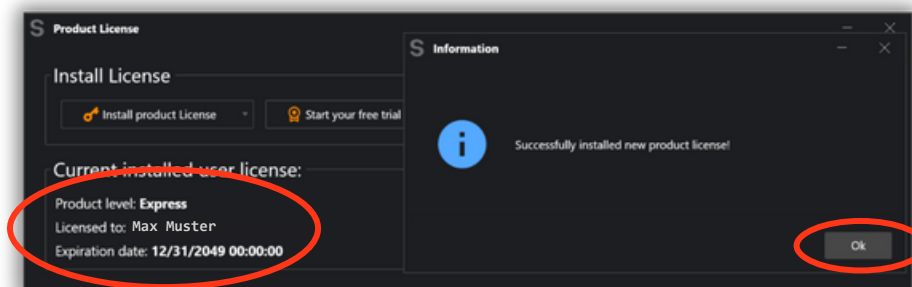 S Product License
Install License
Install product License
Start your free trial
Current installed user license:
Product level: Express
Licensed to: Max Muster
Expiration date: 12/31/2049 00:00:00
S Information
Successfully installed new product license!
Ok